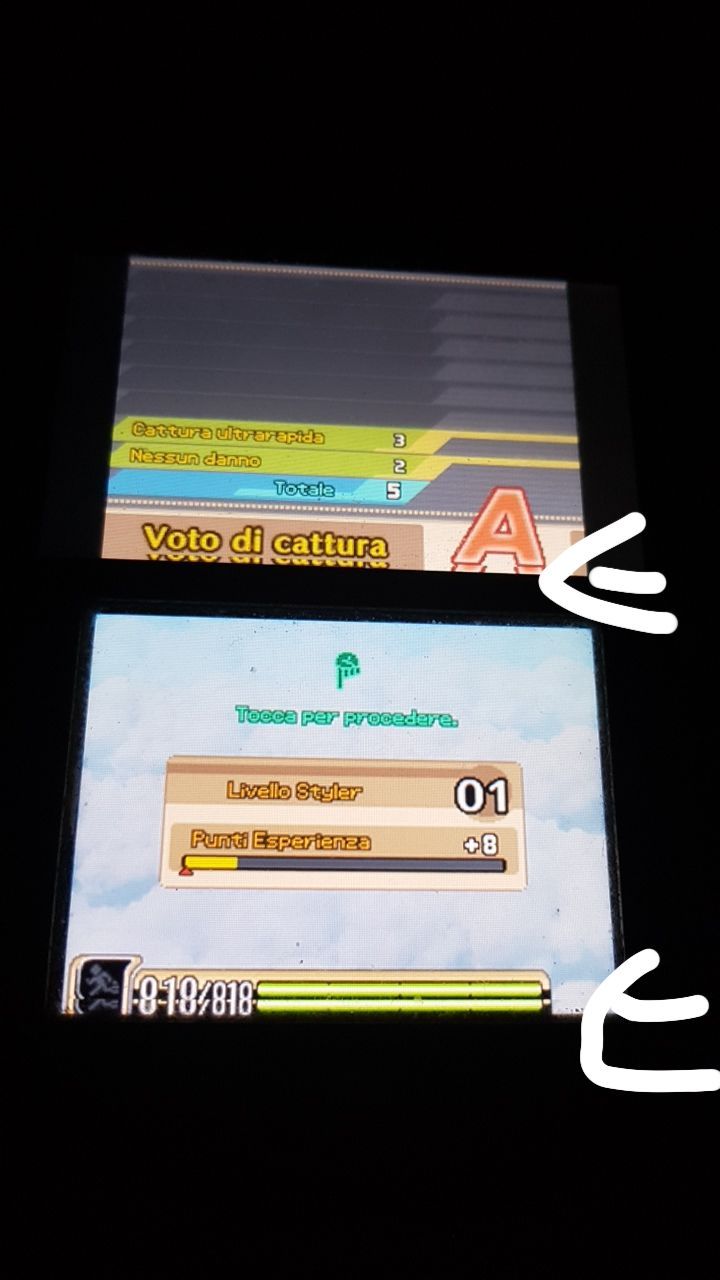 Cattura ultrarapida 3
Nessun danno 2
Totale 5
Voto di cattura A
Tocca per procedere.
Livello Styler 01
Punti Esperienza +8
818/818